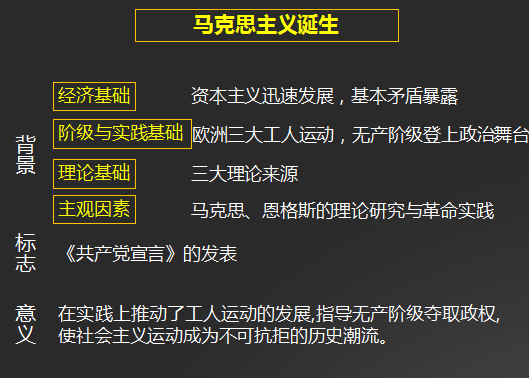 马克思主义诞生
背景
经济基础 资本主义迅速发展，基本矛盾暴露
阶级与实践基础 欧洲三大工人运动，无产阶级登上政治舞台
理论基础 三大理论来源
主观因素 马克思、恩格斯的理论研究与革命实践
标志
《共产党宣言》的发表
意义
在实践上推动了工人运动的发展,指导无产阶级夺取政权,
使社会主义运动成为不可抗拒的历史潮流。